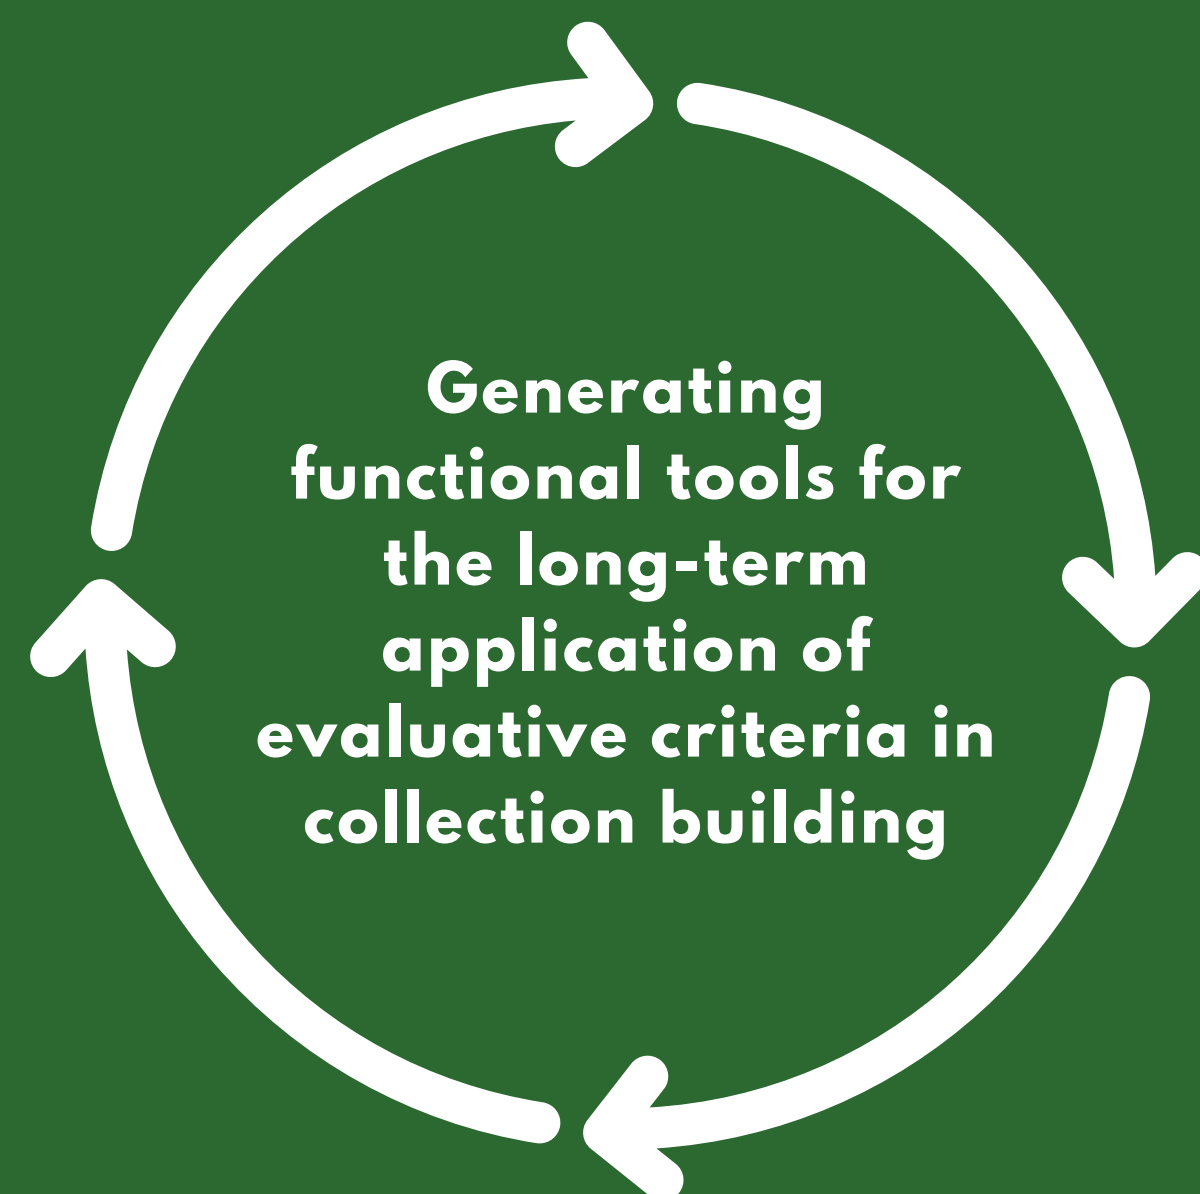 Generating
functional tools for
the long-term
application of
evaluative criteria in
collection building